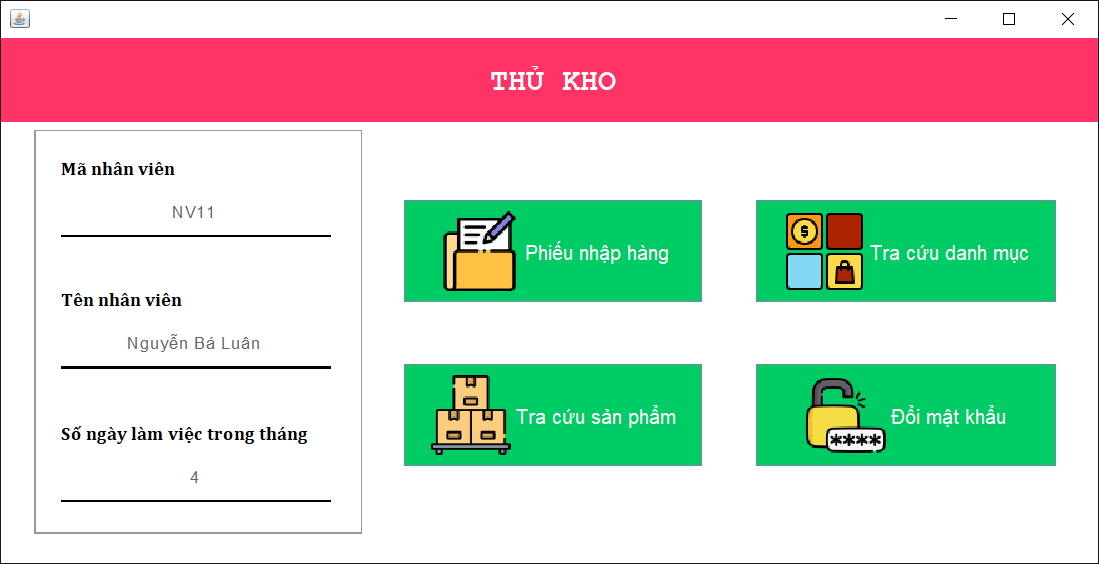 THỦ KHO
Mã nhân viên
NV11
Tên nhân viên
Nguyễn Bá Luân
Số ngày làm việc trong tháng
4
Phiếu nhập hàng
$
Tra cứu danh mục
Tra cứu sản phẩm
****
Đổi mật khẩu